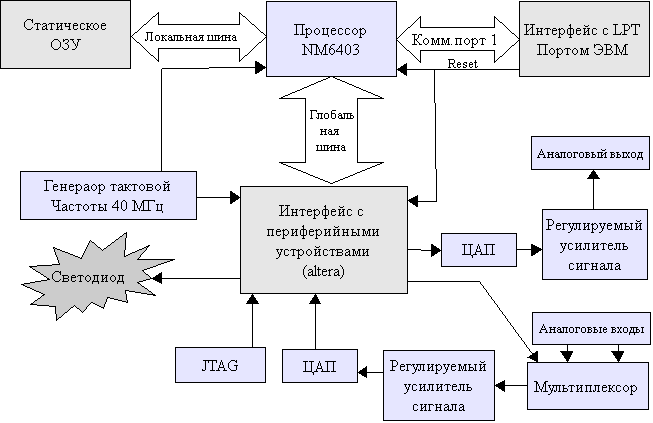 Статическое
ОЗУ
Локальная шина
Процессор
NM6403
Комм.порт 1
Интерфейс с LPT
Портом ЭВМ
Reset
Глобаль
ная
шина
Аналоговый выход
Генераор тактовой
Частоты 40 МГц
Интерфейс с
периферийными
устройствами
(altera)
ЦАП
Регулируемый
усилитель
сигнала
Светодиод
Аналоговые входы
JTAG
ЦАП
Регулируемый
усилитель
сигнала
Мультиплексор